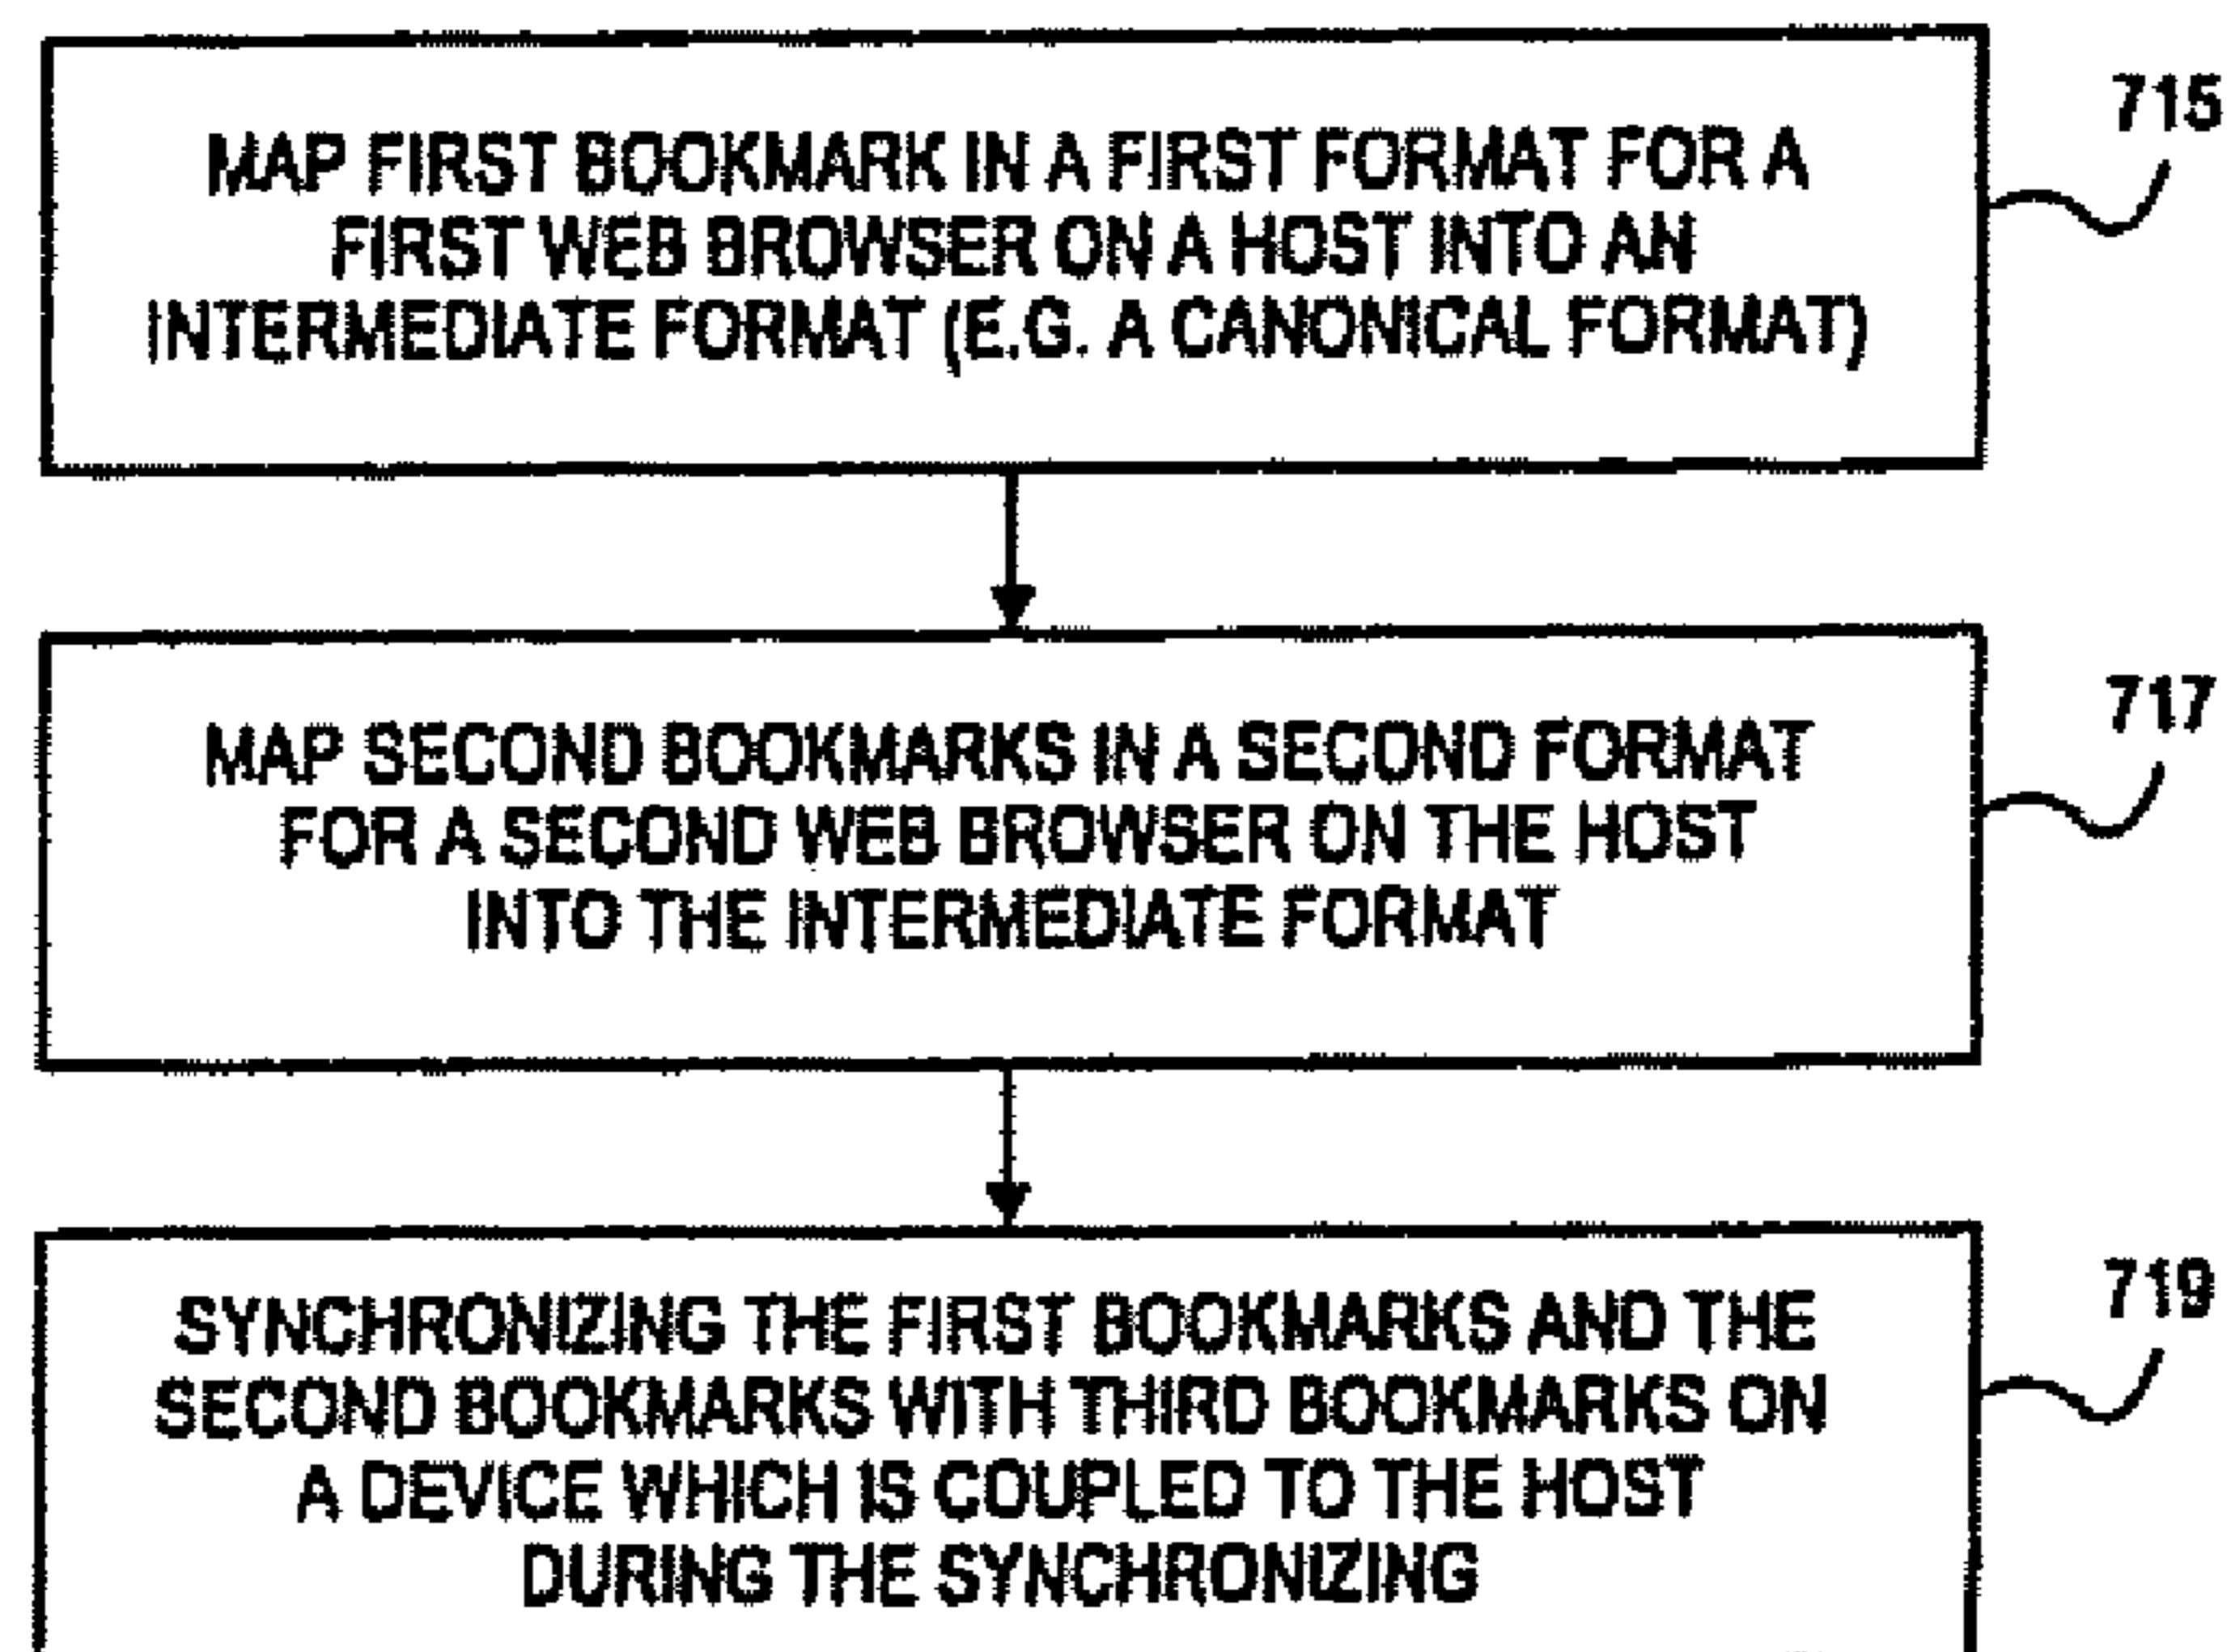 715
MAP FIRST BOOKMARK IN A FIRST FORMAT FOR A
FIRST WEB BROWSER ON A HOST INTO AN
INTERMEDIATE FORMAT (E.G. A CANONICAL FORMAT)
717
MAP SECOND BOOKMARKS IN A SECOND FORMAT
FOR A SECOND WEB BROWSER ON THE HOST
INTO THE INTERMEDIATE FORMAT
719
SYNCHRONIZING THE FIRST BOOKMARKS AND THE
SECOND BOOKMARKS WITH THIRD BOOKMARKS ON
A DEVICE WHICH IS COUPLED TO THE HOST
DURING THE SYNCHRONIZING